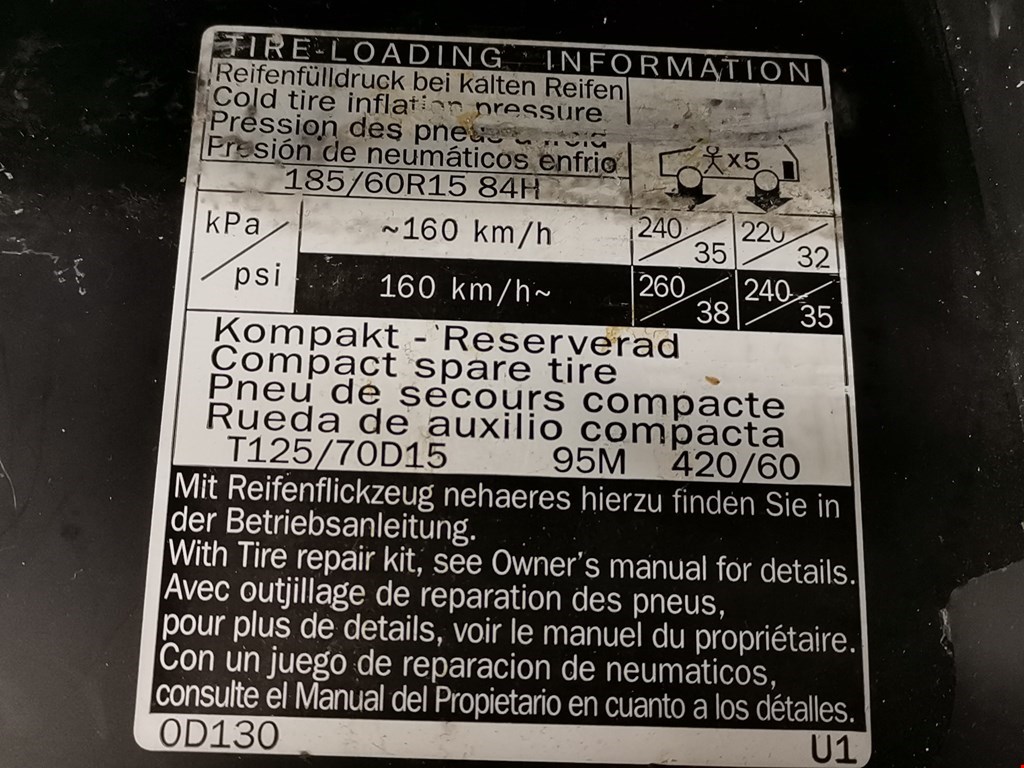 TIRE-LOADING INFORMATION
Reifenfülldruck bei kalten Reifen
Cold tire inflation pressure
Pression des pneus à froid
Presión de neumáticos enfrio
x5
185/60R15 84H
kPa/psi ~160 km/h 240/35 220/32
160 km/h~ 260/38 240/35
Kompakt - Reserverad
Compact spare tire
Pneu de secours compacte
Rueda de auxilio compacta
T125/70D15 95M 420/60
Mit Reifenflickzeug nehaeres hierzu finden Sie in
der Betriebsanleitung.
With Tire repair kit, see Owner's manual for details.
Avec outjillage de reparation des pneus,
pour plus de details, voir le manuel du propriétaire.
Con un juego de reparacion de neumaticos,
consulte el Manual del Propietario en cuanto a los détalles.
0D130 U1